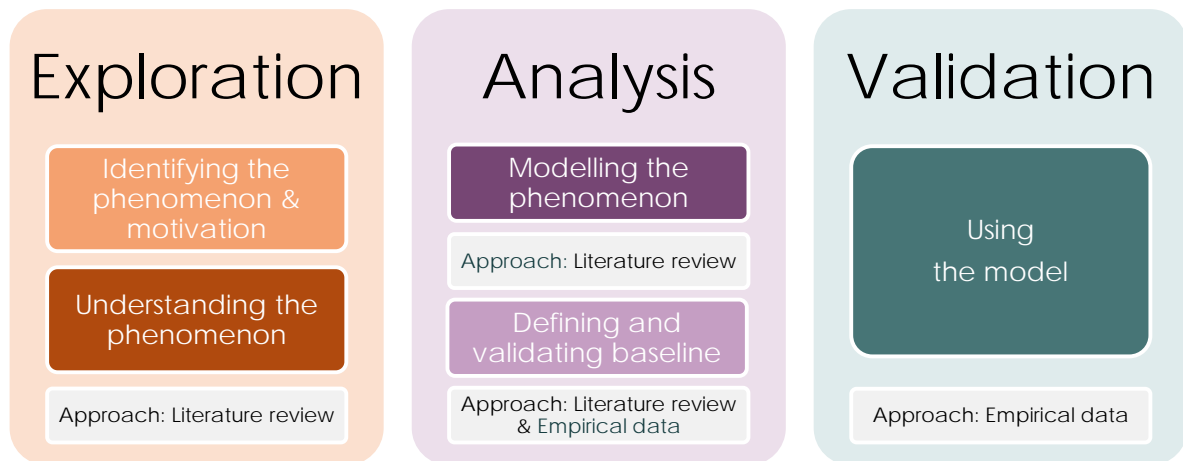 Exploration
Identifying the
phenomenon &
motivation
Understanding the
phenomenon
Approach: Literature review
Analysis
Modelling the
phenomenon
Approach: Literature review
Defining and
validating baseline
Approach: Literature review
& Empirical data
Validation
Using
the model
Approach: Empirical data